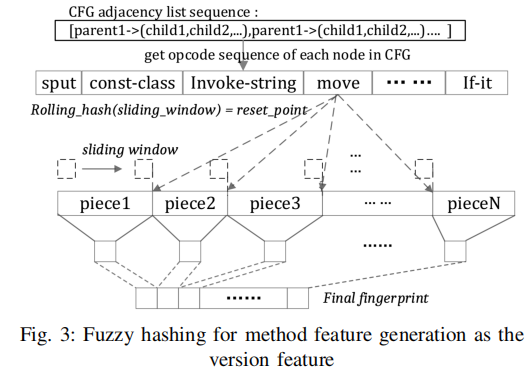 CFG adjacency list sequence :
[parent1->(child1,child2,...),parent1->(child1,child2,...).... ]
get opcode sequence of each node in CFG
sput const-class Invoke-string move ... ... If-it
Rolling_hash(sliding_window) = reset_point
sliding window
...
...
piece1 piece2 piece3 ... ... pieceN
......
......
Final fingerprint
Fig. 3: Fuzzy hashing for method feature generation as the
version feature